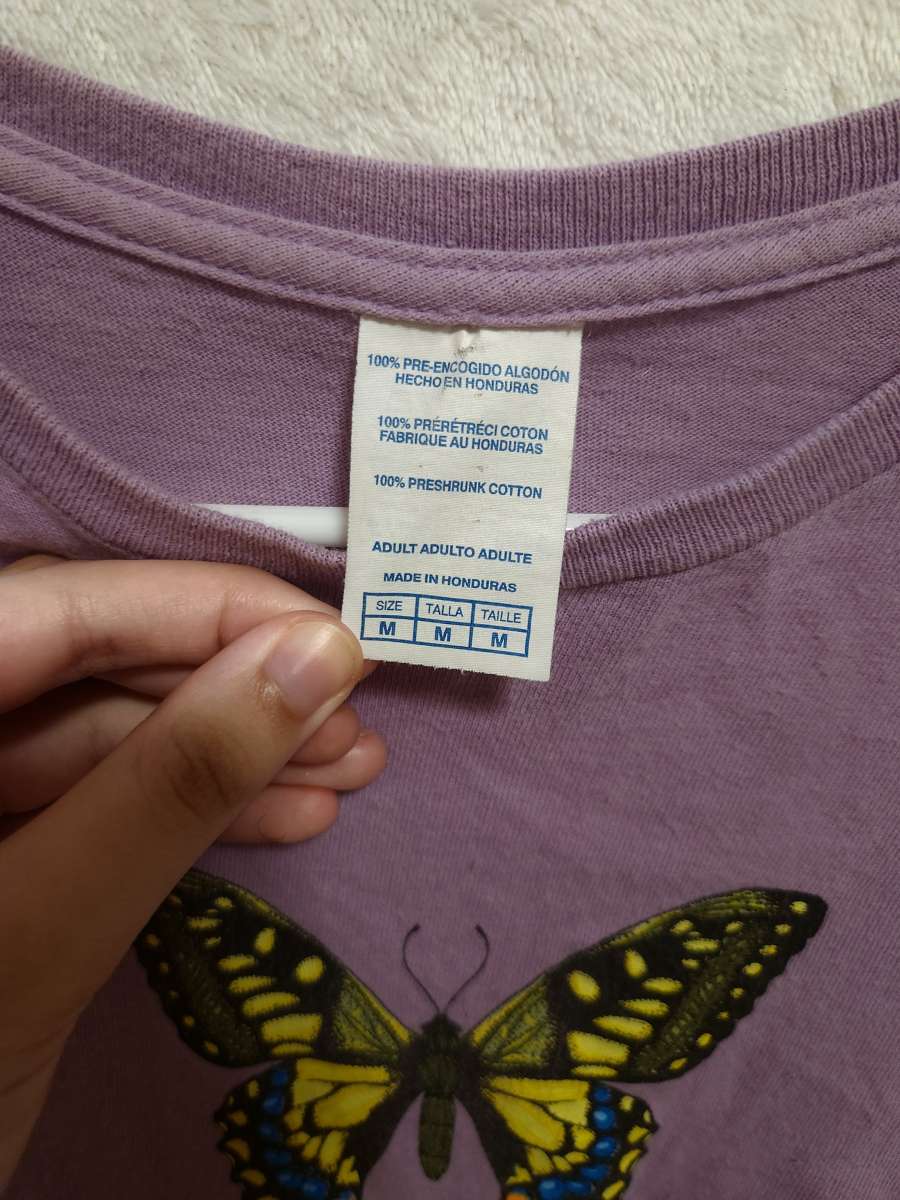 100% PRE-ENCOGIDO ALGODÓN
HECHO EN HONDURAS
100% PRÉRÉTRÉCI COTON
FABRIQUE AU HONDURAS
100% PRESHRUNK COTTON
ADULT ADULTO ADULTE
MADE IN HONDURAS
SIZE TALLA TAILLE
M M M